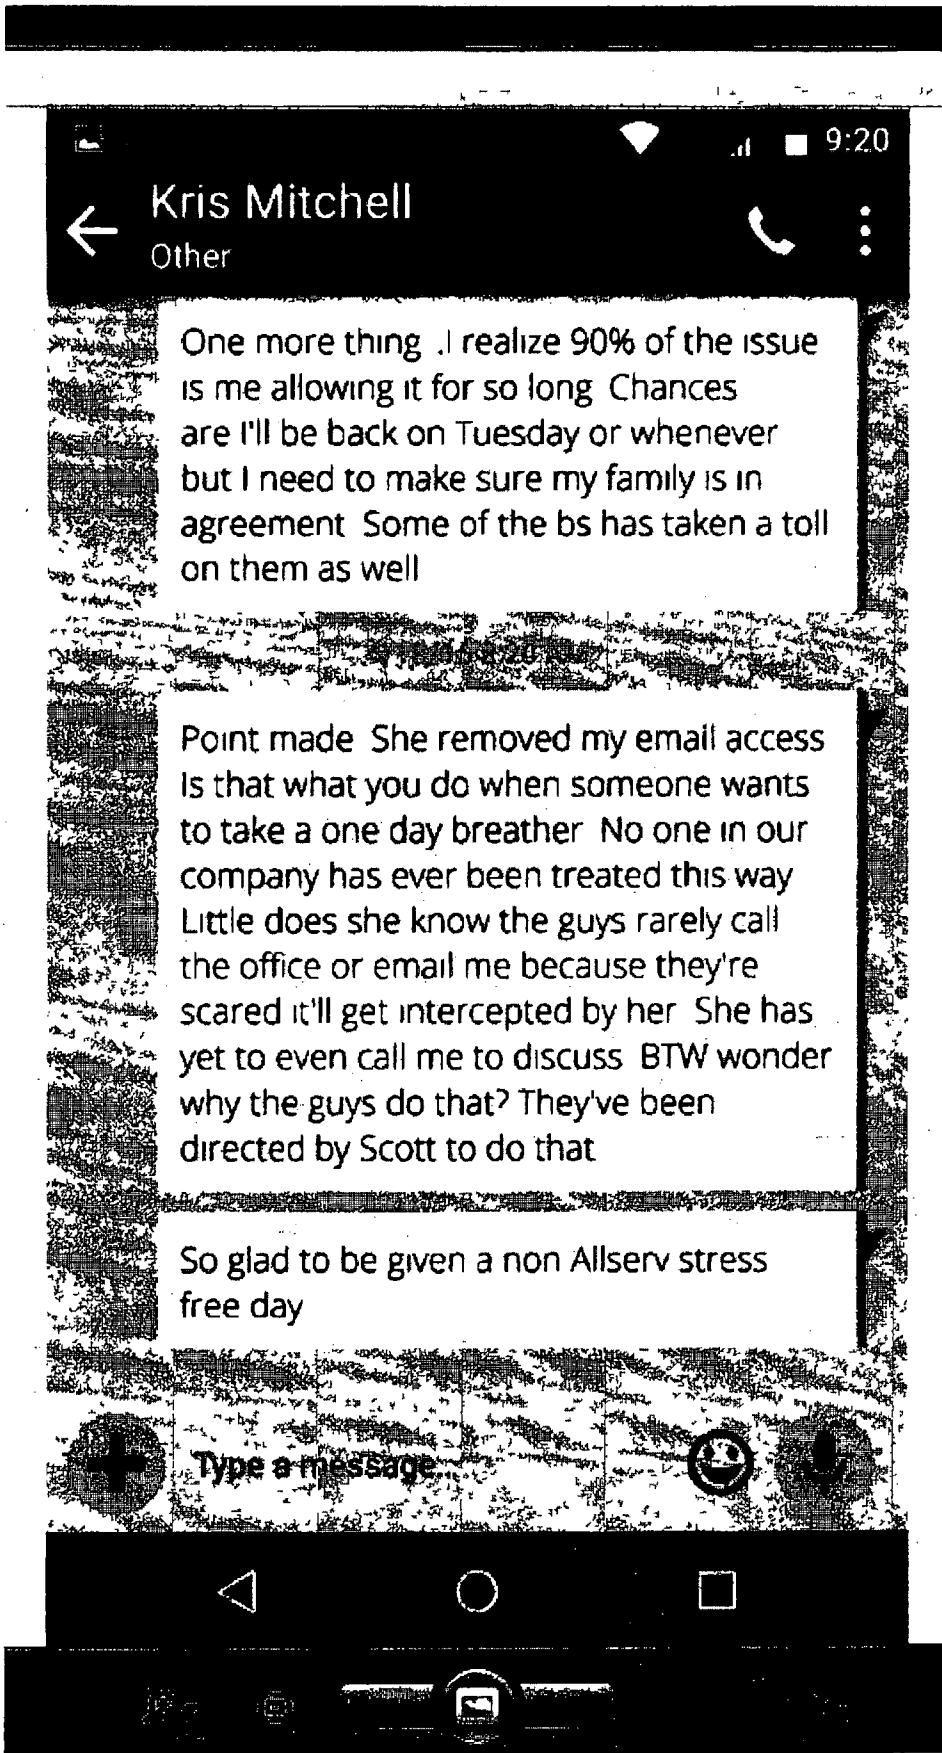 9:20
Kris Mitchell
Other
One more thing .I realize 90% of the issue
is me allowing it for so long Chances
are I'll be back on Tuesday or whenever
but I need to make sure my family is in
agreement Some of the bs has taken a toll
on them as well
Point made She removed my email access
Is that what you do when someone wants
to take a one day breather No one in our
company has ever been treated this way
Little does she know the guys rarely call
the office or email me because they're
scared it'll get intercepted by her She has
yet to even call me to discuss BTW wonder
why the guys do that? They've been
directed by Scott to do that
So glad to be given a non Allserv stress
free day
Type a message